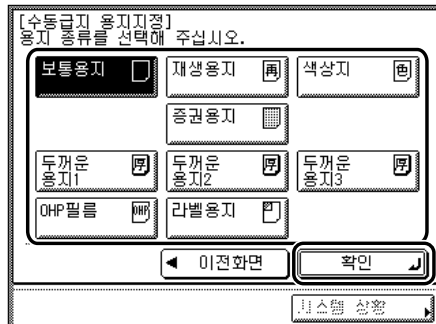 [수동급지 용지지정]
용지 종류를 선택해 주십시오.
보통용지 재생용지 再 색상지 色
증권용지
두꺼운 용지1 厚 두꺼운 용지2 厚 두꺼운 용지3 厚
OHP필름 OHP 라벨용지
◀ 이전화면 확인
시스템 상황